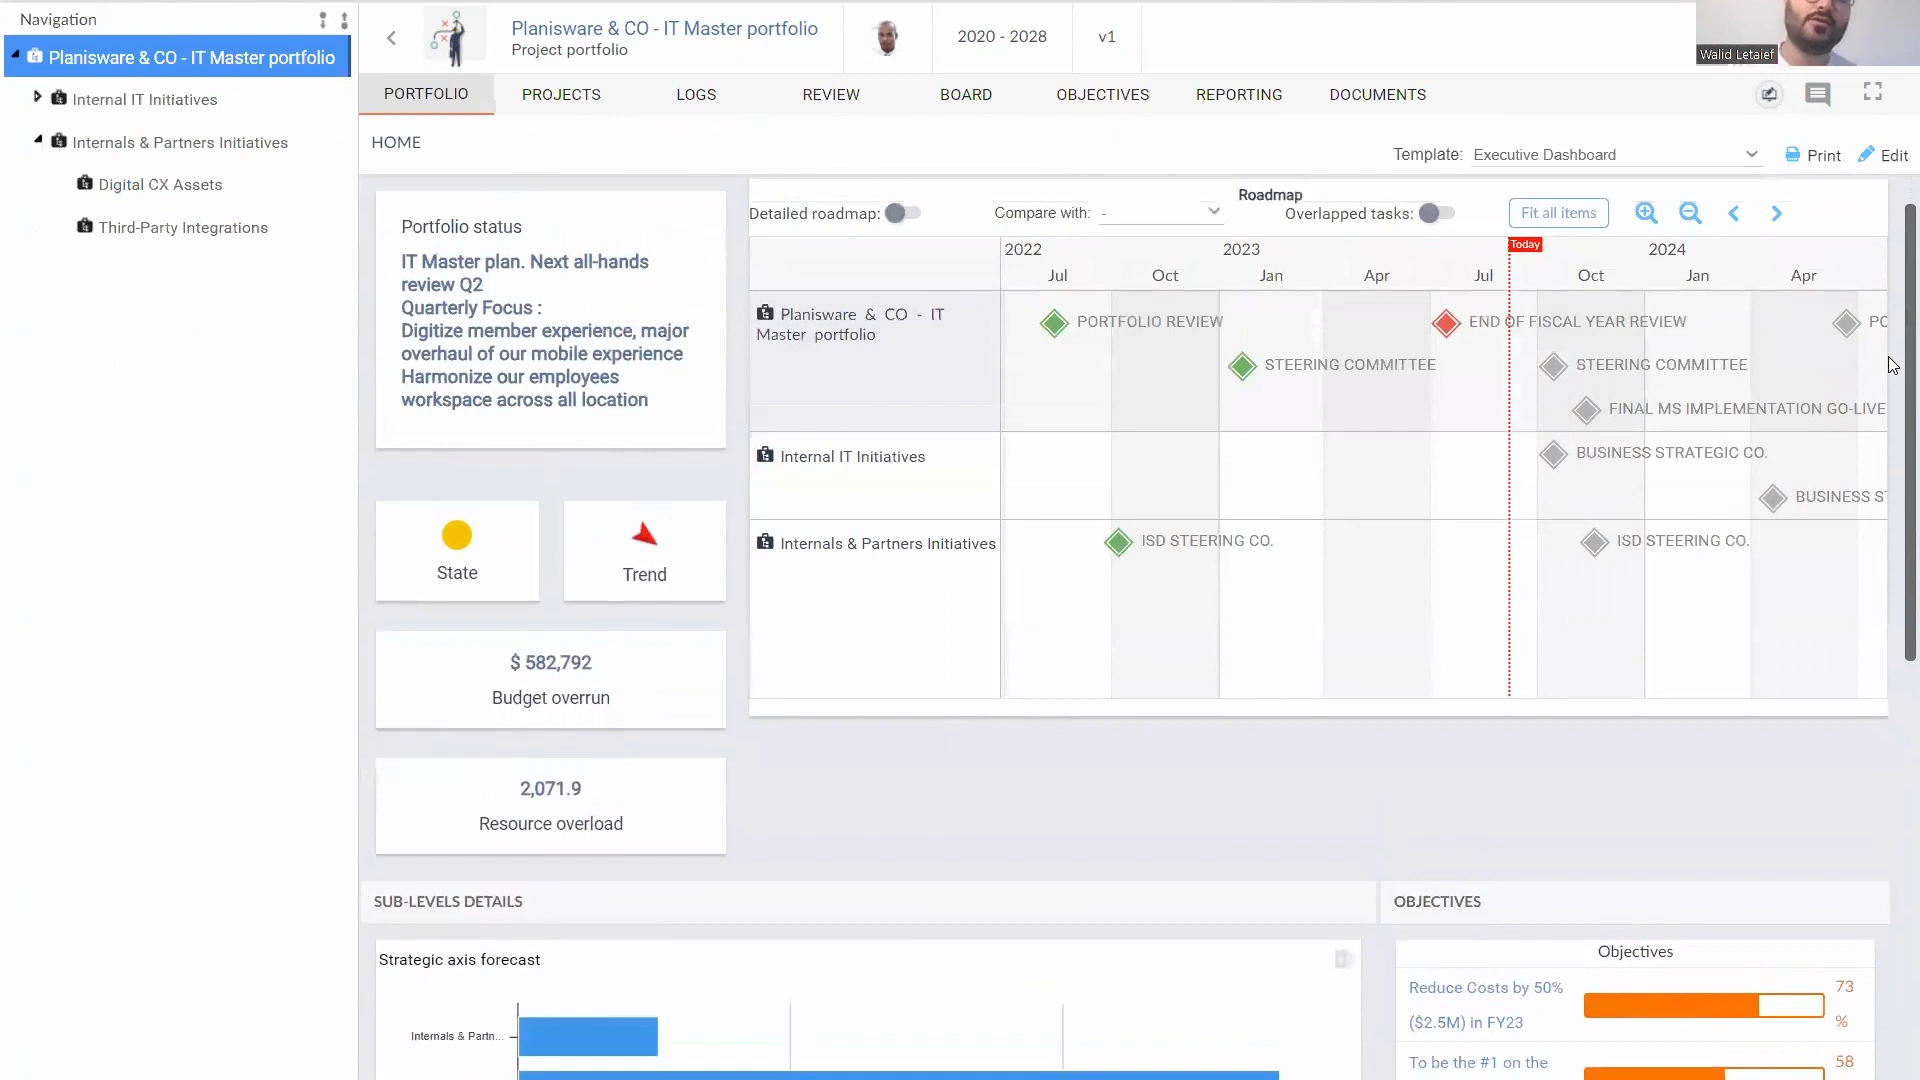 Navigation
Planisware & CO - IT Master portfolio
Internal IT Initiatives
Internals & Partners Initiatives
Digital CX Assets
Third-Party Integrations
Planisware & CO - IT Master portfolio
Project portfolio
2020 - 2028
v1
Walid Letaief
PORTFOLIO
PROJECTS
LOGS
REVIEW
BOARD
OBJECTIVES
REPORTING
DOCUMENTS
HOME
Template: Executive Dashboard
Print
Edit
Portfolio status
IT Master plan. Next all-hands
review Q2
Quarterly Focus :
Digitize member experience, major
overhaul of our mobile experience
Harmonize our employees
workspace across all location
State
Trend
$ 582,792
Budget overrun
2,071.9
Resource overload
Roadmap
Detailed roadmap:
Compare with: -
Overlapped tasks:
Fit all items
2022
2023
Today
2024
Jul
Oct
Jan
Apr
Jul
Oct
Jan
Apr
Planisware & CO - IT
Master portfolio
PORTFOLIO REVIEW
END OF FISCAL YEAR REVIEW
PO
STEERING COMMITTEE
STEERING COMMITTEE
FINAL MS IMPLEMENTATION GO-LIVE
Internal IT Initiatives
BUSINESS STRATEGIC CO.
BUSINESS ST
Internals & Partners Initiatives
ISD STEERING CO.
ISD STEERING CO.
SUB-LEVELS DETAILS
Strategic axis forecast
Internals & Partn...
OBJECTIVES
Objectives
Reduce Costs by 50%
($2.5M) in FY23
73
%
To be the #1 on the
58